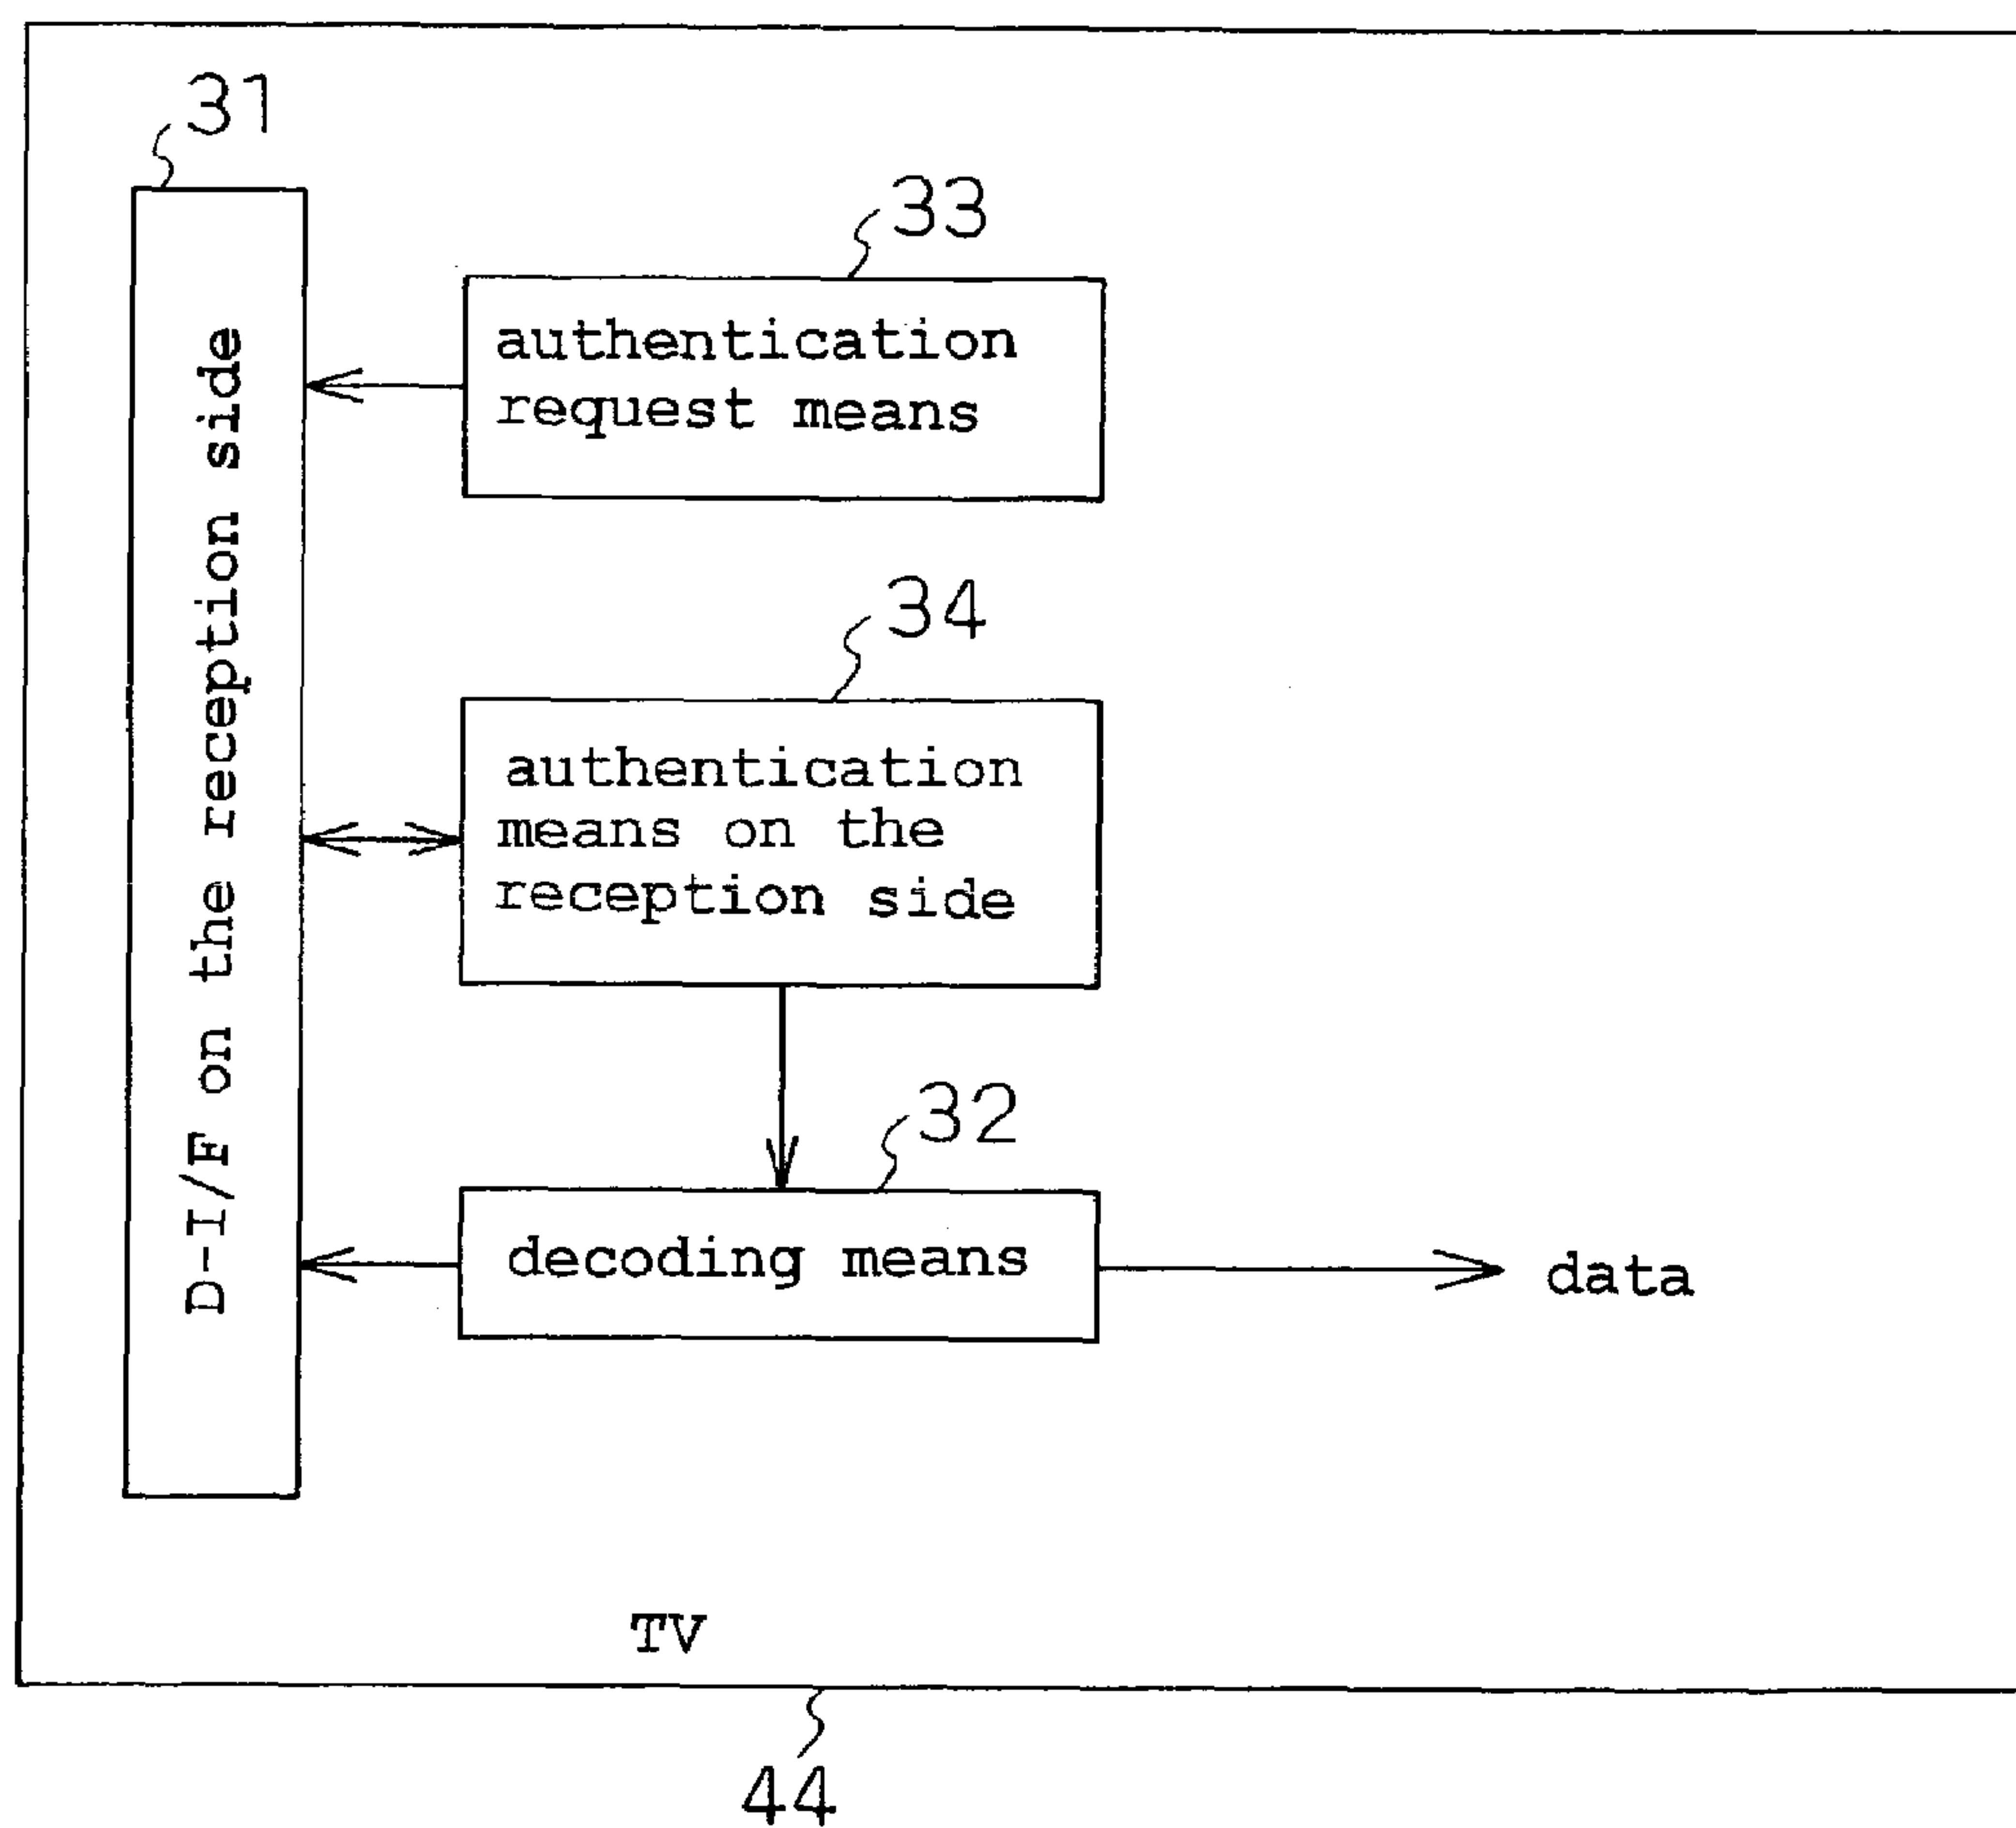 31
D-I/F on the reception side
33
authentication
request means
34
authentication
means on the
reception side
32
decoding means
data
TV
44